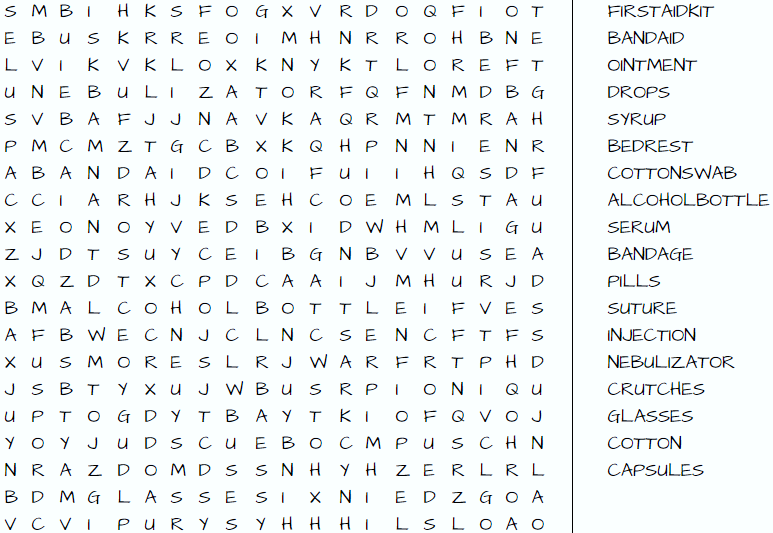 S M B I H K S F O G X V R D O Q F I O T
E B U S K R R E O I M H N R R O H B N E
L V I K V K L O X K N Y K T L O R E F T
U N E B U L I Z A T O R F Q F N M D B G
S V B A F J J N A V K A Q R M T M R A H
P M C M Z T G C B X K Q H P N N I E N R
A B A N D A I D C O I F U I I H Q S D F
C C I A R H J K S E H C O E M L S T A U
X E O N O Y V E D B X I D W H M L I G U
Z J D T S U Y C E I B G N B V V U S E A
X Q Z D T X C P D C A A I J M H U R J D
B M A L C O H O L B O T T L E I F V E S
A F B W E C N J C L N C S E N C F T F S
X U S M O R E S L R J W A R F R T P H D
J S B T Y X U J W B U S R P I O N I Q U
U P T O G D Y T B A Y T K I O F Q V O J
Y O Y J U D S C U E B O C M P U S C H N
N R A Z D O M D S S N H Y H Z E R L R L
B D M G L A S S E S I X N I E D Z G O A
V C V I P U R Y S Y H H H I L S L O A O
FIRSTAIDKIT
BANDAID
OINTMENT
DROPS
SYRUP
BEDREST
COTTONSWAB
ALCOHOLBOTTLE
SERUM
BANDAGE
PILLS
SUTURE
INJECTION
NEBULIZATOR
CRUTCHES
GLASSES
COTTON
CAPSULES